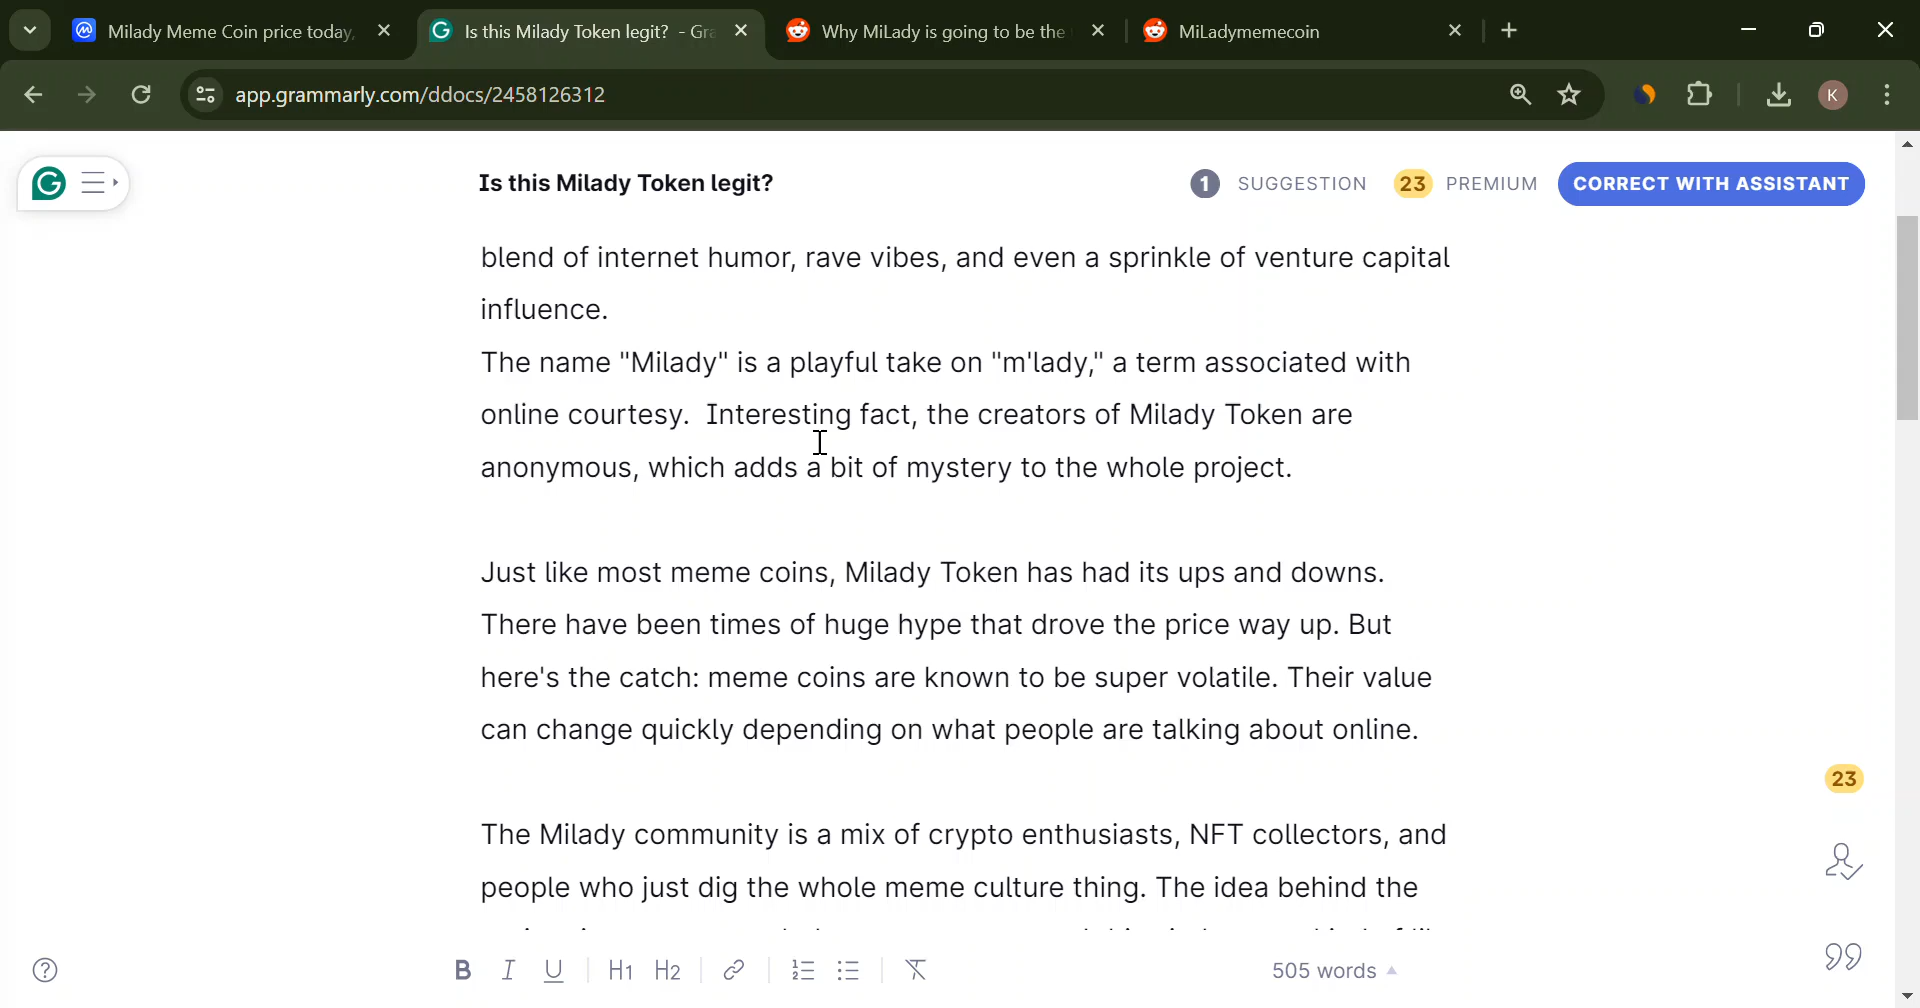 Milady Meme Coin price today,
Is this Milady Token legit? - Gra
Why MiLady is going to be the
MiLadymemecoin
app.grammarly.com/ddocs/2458126312
K
Is this Milady Token legit?
1 SUGGESTION 23 PREMIUM CORRECT WITH ASSISTANT
blend of internet humor, rave vibes, and even a sprinkle of venture capital
influence.
The name "Milady" is a playful take on "m'lady," a term associated with
online courtesy.  Interesting fact, the creators of Milady Token are
anonymous, which adds a bit of mystery to the whole project.
Just like most meme coins, Milady Token has had its ups and downs.
There have been times of huge hype that drove the price way up. But
here's the catch: meme coins are known to be super volatile. Their value
can change quickly depending on what people are talking about online.
23
The Milady community is a mix of crypto enthusiasts, NFT collectors, and
people who just dig the whole meme culture thing. The idea behind the
B I U H1 H2 505 words